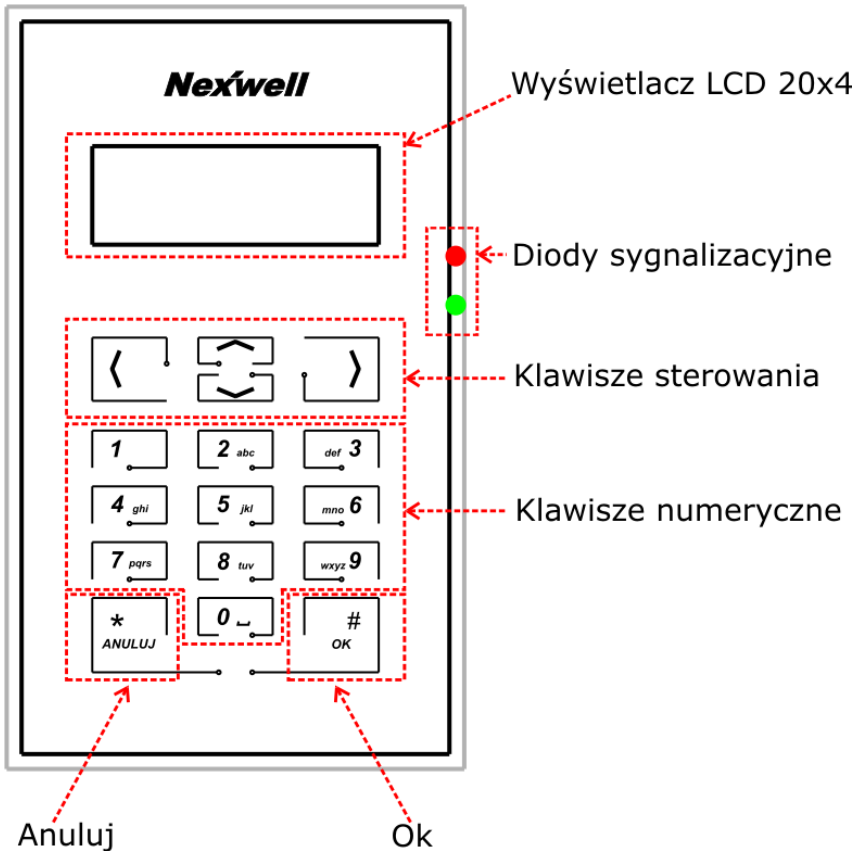 Nexwell
Wyświetlacz LCD 20x4
Diody sygnalizacyjne
Klawisze sterowania
1 2 abc def 3
4 ghi 5 jkl mno 6
Klawisze numeryczne
7 pqrs 8 tuv wxyz 9
* 0 ⎵ #
ANULUJ OK
Anuluj Ok